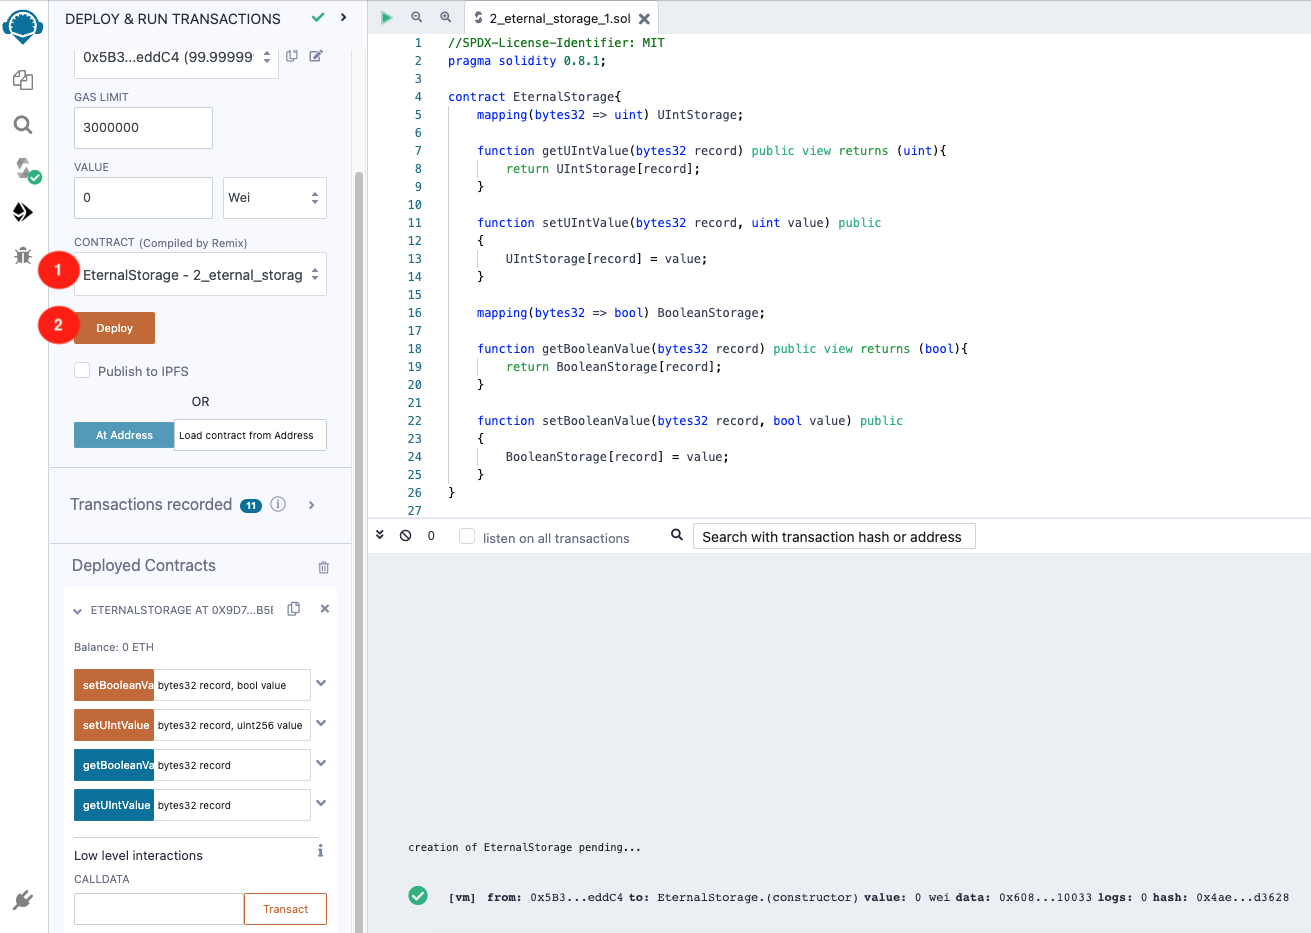 DEPLOY & RUN TRANSACTIONS
0x5B3...eddC4 (99.99999
GAS LIMIT
3000000
VALUE
0
Wei
CONTRACT (Compiled by Remix)
1
EternalStorage - 2_eternal_storag
2
Deploy
Publish to IPFS
OR
At Address
Load contract from Address
Transactions recorded 11 i
Deployed Contracts
ETERNALSTORAGE AT 0X9D7...B5E
Balance: 0 ETH
setBooleanVa bytes32 record, bool value
setUIntValue bytes32 record, uint256 value
getBooleanVa bytes32 record
getUIntValue bytes32 record
Low level interactions i
CALLDATA
Transact
2_eternal_storage_1.sol
1 //SPDX-License-Identifier: MIT
2 pragma solidity 0.8.1;
3
4 contract EternalStorage{
5 mapping(bytes32 => uint) UIntStorage;
6
7 function getUIntValue(bytes32 record) public view returns (uint){
8 return UIntStorage[record];
9 }
10
11 function setUIntValue(bytes32 record, uint value) public
12 {
13 UIntStorage[record] = value;
14 }
15
16 mapping(bytes32 => bool) BooleanStorage;
17
18 function getBooleanValue(bytes32 record) public view returns (bool){
19 return BooleanStorage[record];
20 }
21
22 function setBooleanValue(bytes32 record, bool value) public
23 {
24 BooleanStorage[record] = value;
25 }
26 }
27
0 listen on all transactions
Search with transaction hash or address
creation of EternalStorage pending...
[vm] from: 0x5B3...eddC4 to: EternalStorage.(constructor) value: 0 wei data: 0x608...10033 logs: 0 hash: 0x4ae...d3628